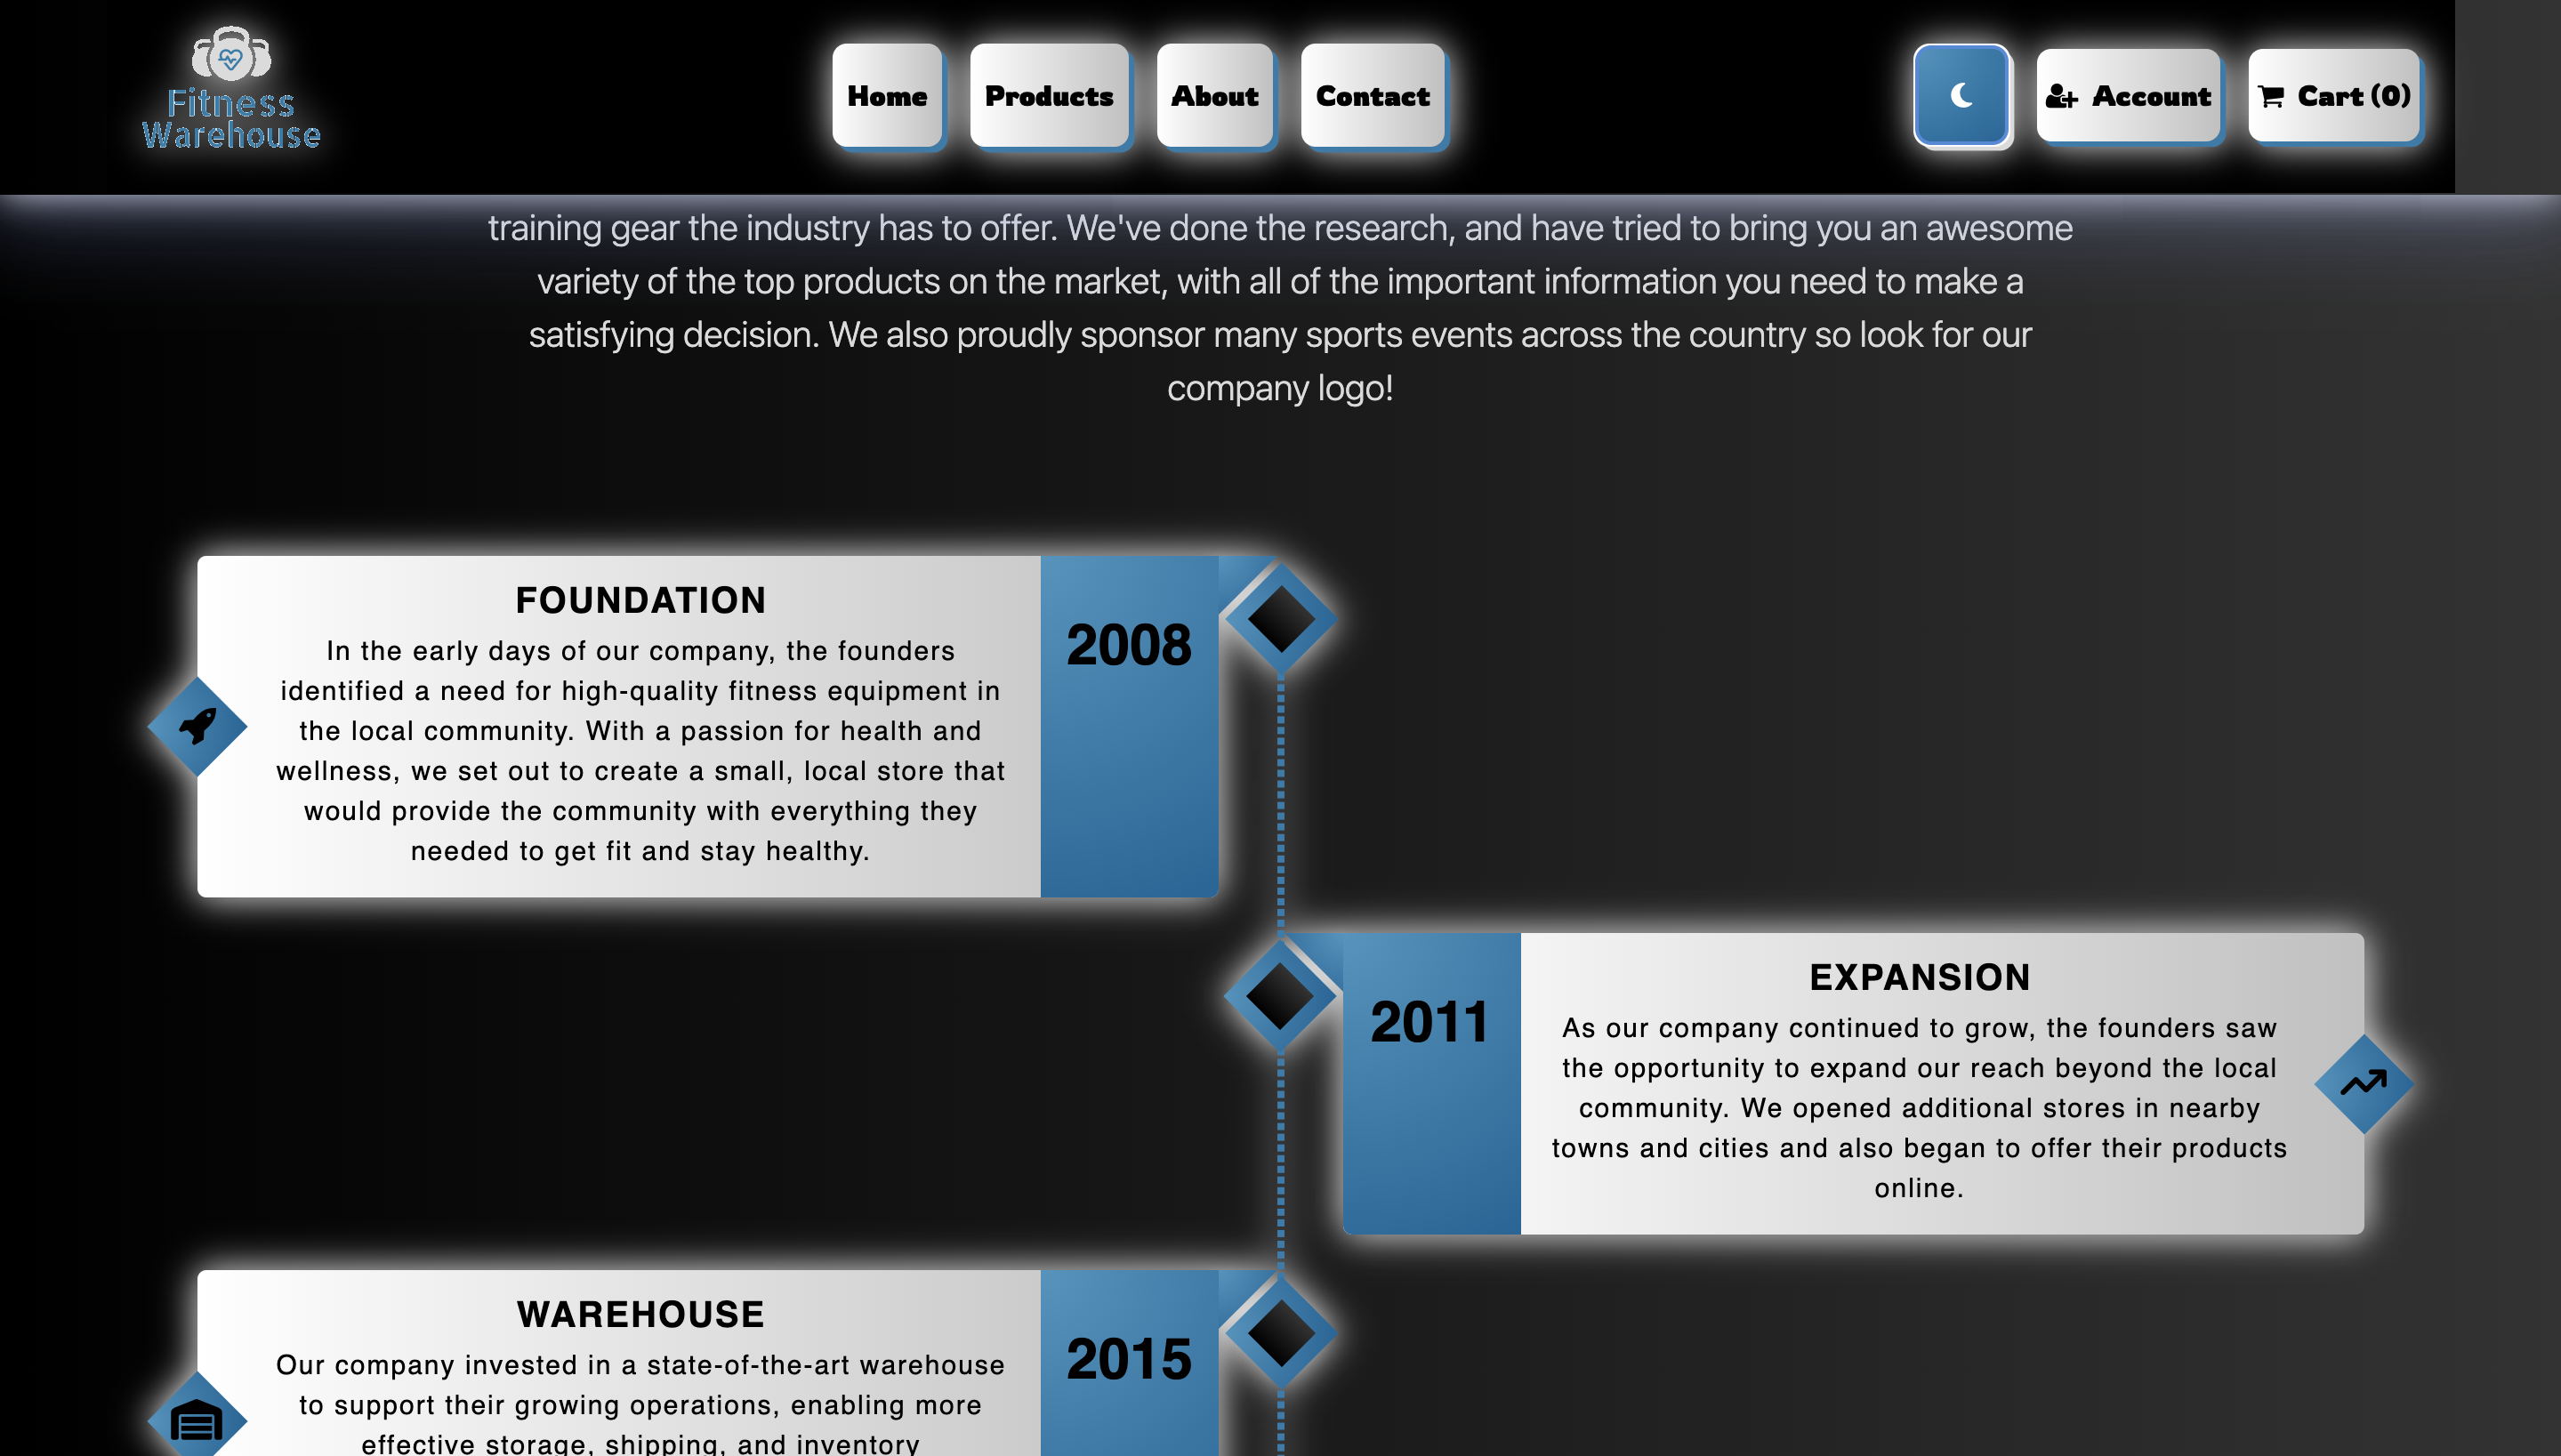 Fitness
Warehouse
Home
Products
About
Contact
Account
Cart (0)
training gear the industry has to offer. We've done the research, and have tried to bring you an awesome
variety of the top products on the market, with all of the important information you need to make a
satisfying decision. We also proudly sponsor many sports events across the country so look for our
company logo!
FOUNDATION
In the early days of our company, the founders
identified a need for high-quality fitness equipment in
the local community. With a passion for health and
wellness, we set out to create a small, local store that
would provide the community with everything they
needed to get fit and stay healthy.
2008
2011
EXPANSION
As our company continued to grow, the founders saw
the opportunity to expand our reach beyond the local
community. We opened additional stores in nearby
towns and cities and also began to offer their products
online.
WAREHOUSE
Our company invested in a state-of-the-art warehouse
to support their growing operations, enabling more
effective storage, shipping, and inventory
2015